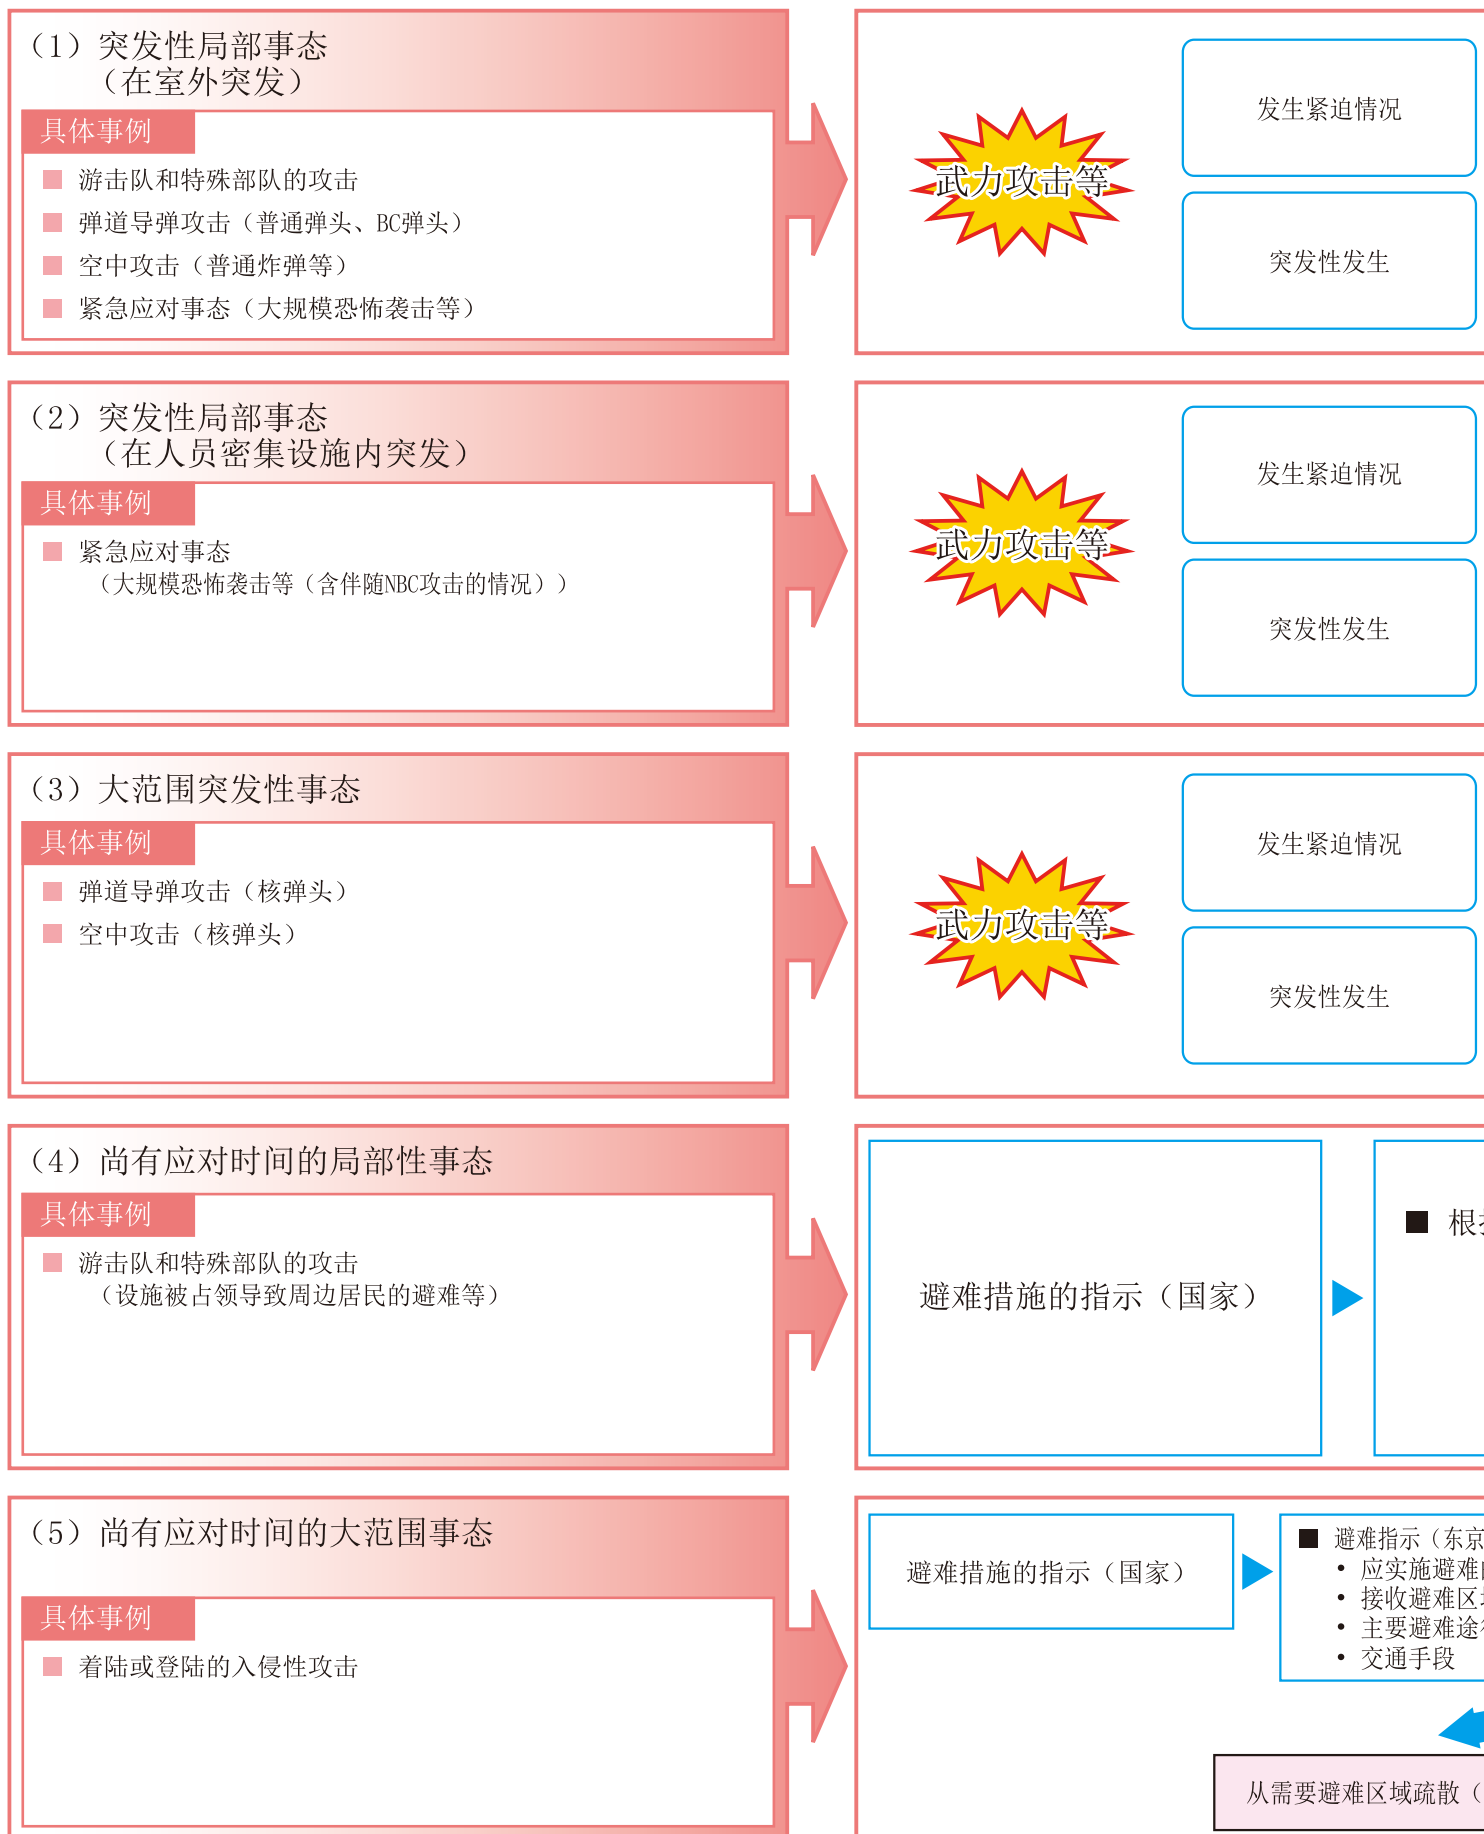 （1）突发性局部事态
（在室外突发）
具体事例
游击队和特殊部队的攻击
弹道导弹攻击（普通弹头、BC弹头）
空中攻击（普通炸弹等）
紧急应对事态（大规模恐怖袭击等）
武力攻击等
发生紧迫情况
突发性发生
（2）突发性局部事态
（在人员密集设施内突发）
具体事例
紧急应对事态
（大规模恐怖袭击等（含伴随NBC攻击的情况））
武力攻击等
发生紧迫情况
突发性发生
（3）大范围突发性事态
具体事例
弹道导弹攻击（核弹头）
空中攻击（核弹头）
武力攻击等
发生紧迫情况
突发性发生
（4）尚有应对时间的局部性事态
具体事例
游击队和特殊部队的攻击
（设施被占领导致周边居民的避难等）
避难措施的指示（国家）
■ 根
（5）尚有应对时间的大范围事态
具体事例
着陆或登陆的入侵性攻击
避难措施的指示（国家）
■ 避难指示（东京
• 应实施避难
• 接收避难区
• 主要避难途
• 交通手段
从需要避难区域疏散（